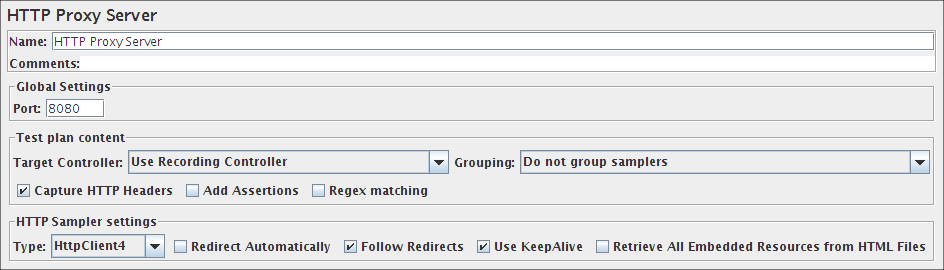 HTTP Proxy Server
Name: HTTP Proxy Server
Comments:
Global Settings
Port: 8080
Test plan content
Target Controller: Use Recording Controller Grouping: Do not group samplers
Capture HTTP Headers Add Assertions Regex matching
HTTP Sampler settings
Type: HttpClient4 Redirect Automatically Follow Redirects Use KeepAlive Retrieve All Embedded Resources from HTML Files